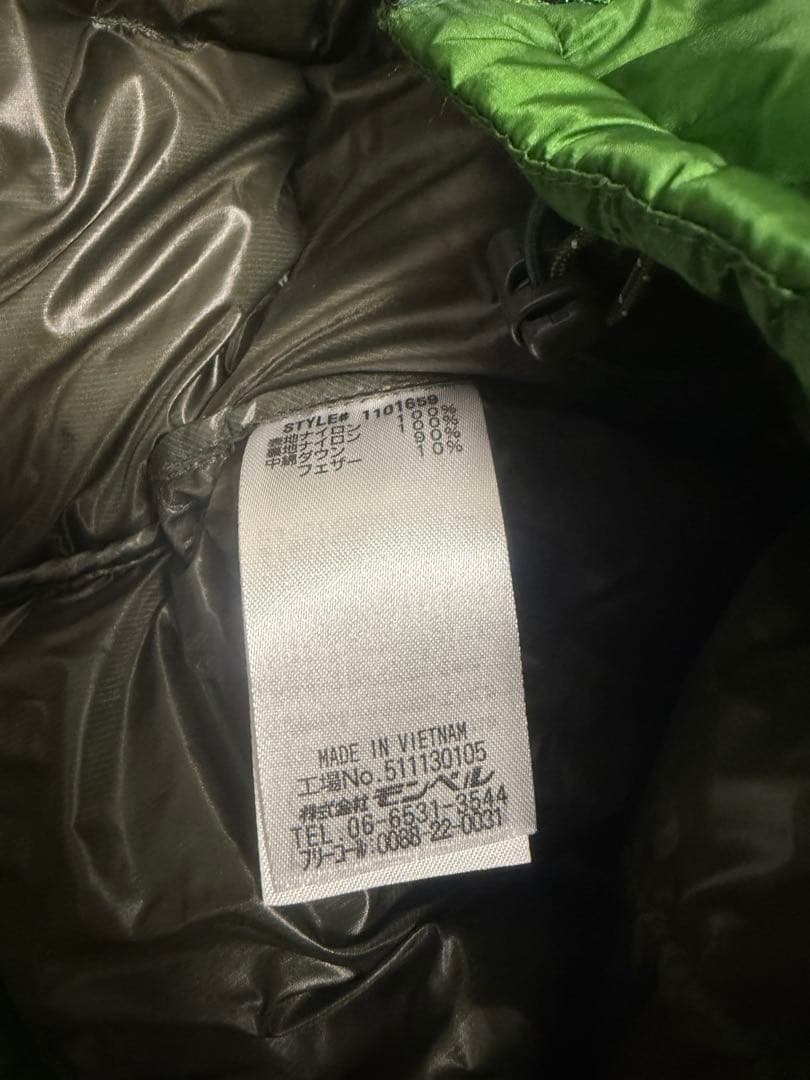 STYLE# 1101659
表地ナイロン 100%
裏地ナイロン 100%
中綿ダウン 90%
フェザー 10%
MADE IN VIETNAM
工場No.511130105
株式会社モンベル
TEL.06-6531-3544
フリーコール:0088-22-0031